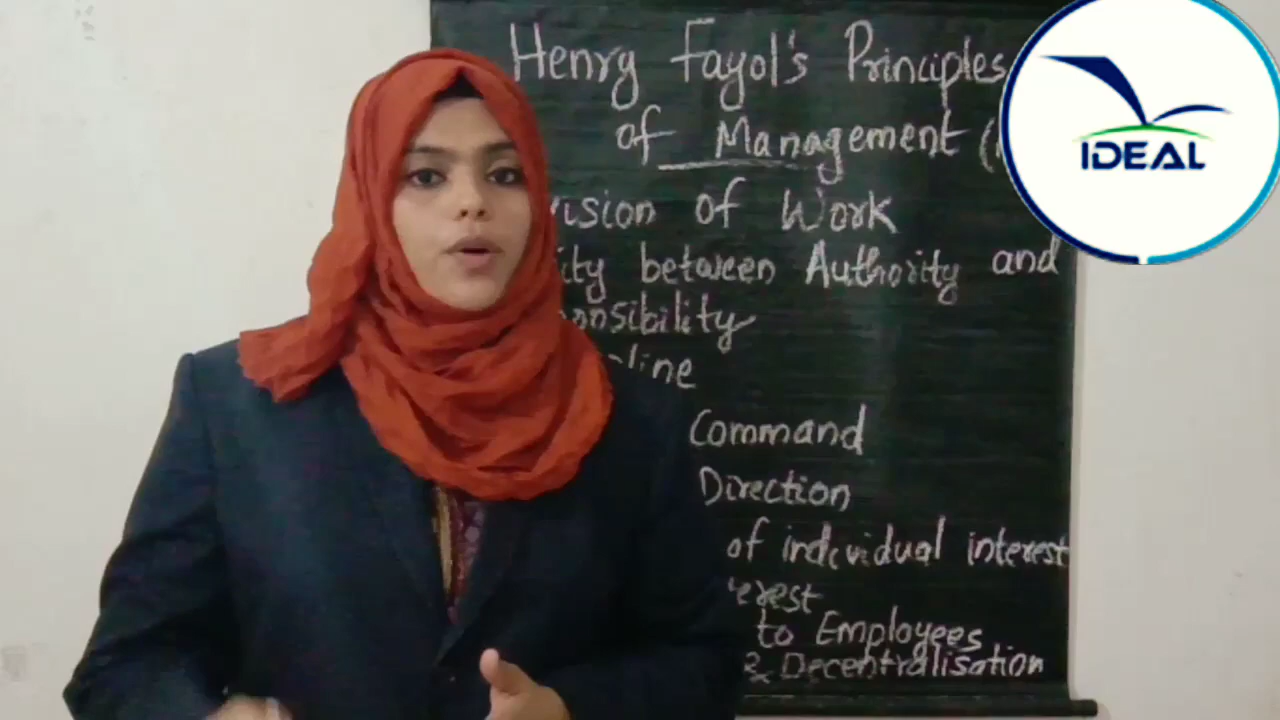 Henry Fayol's Principles
of Management (
vision of Work
ity between Authority and
onsibility
line
Command
Direction
of individual interest
erest
to Employees
& Decentralisation
IDEAL